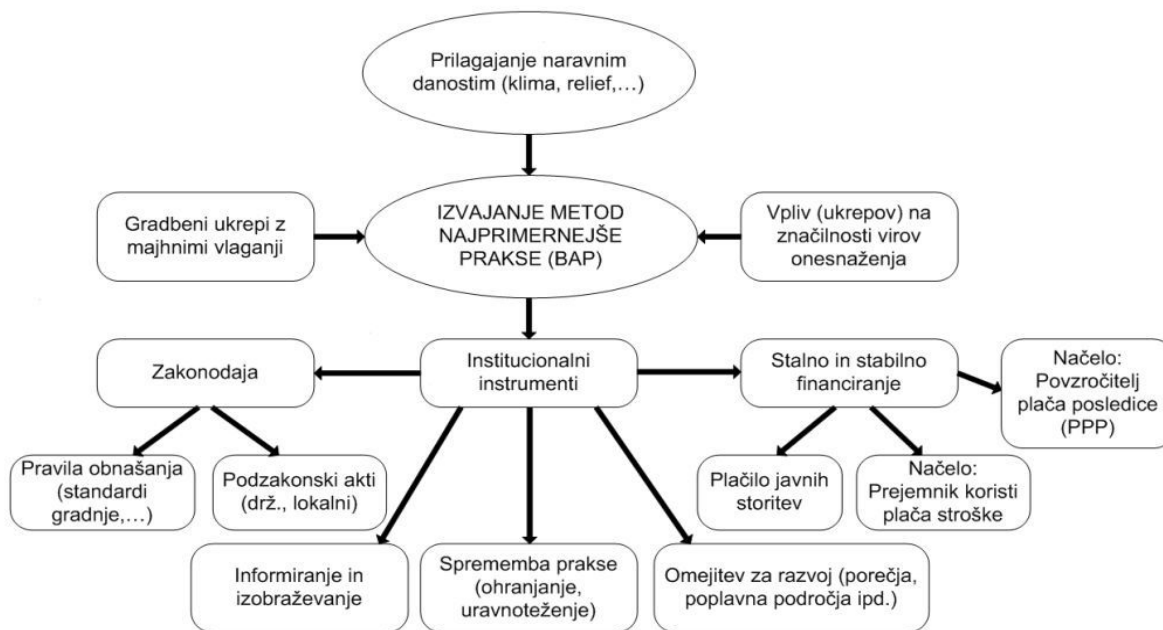 Prilagajanje naravnim
danostim (klima, relief,...)
Gradbeni ukrepi z
majhnimi vlaganji
IZVAJANJE METOD
NAJPRIMERNEJŠE
PRAKSE (BAP)
Vpliv (ukrepov) na
značilnosti virov
onesnaženja
Zakonodaja
Institucionalni
instrumenti
Stalno in stabilno
financiranje
Načelo:
Povzročitelj
plača posledice
(PPP)
Pravila obnašanja
(standardi
gradnje,...)
Podzakonski akti
(drž., lokalni)
Plačilo javnih
storitev
Načelo:
Prejemnik koristi
plača stroške
Informiranje in
izobraževanje
Sprememba prakse
(ohranjanje,
uravnoteženje)
Omejitev za razvoj (porečja,
poplavna področja ipd.)